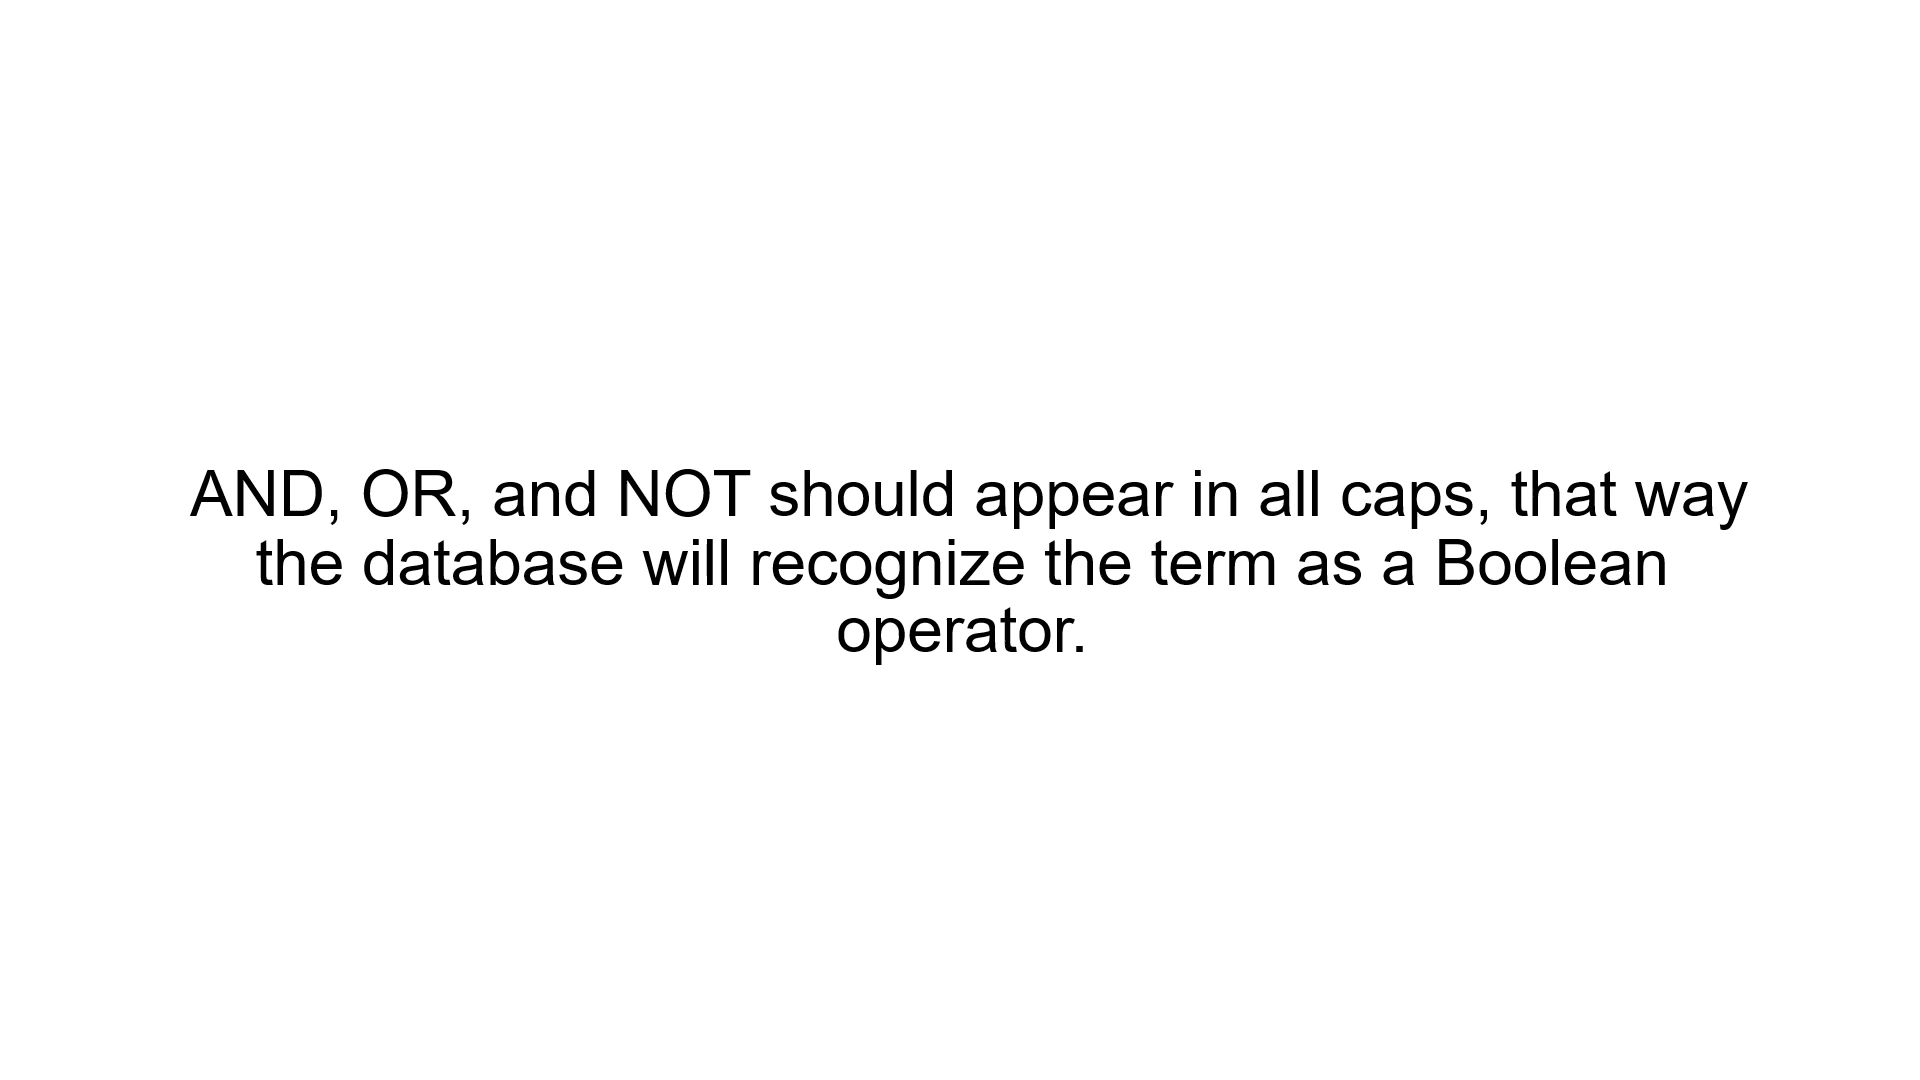 AND, OR, and NOT should appear in all caps, that way
the database will recognize the term as a Boolean
operator.